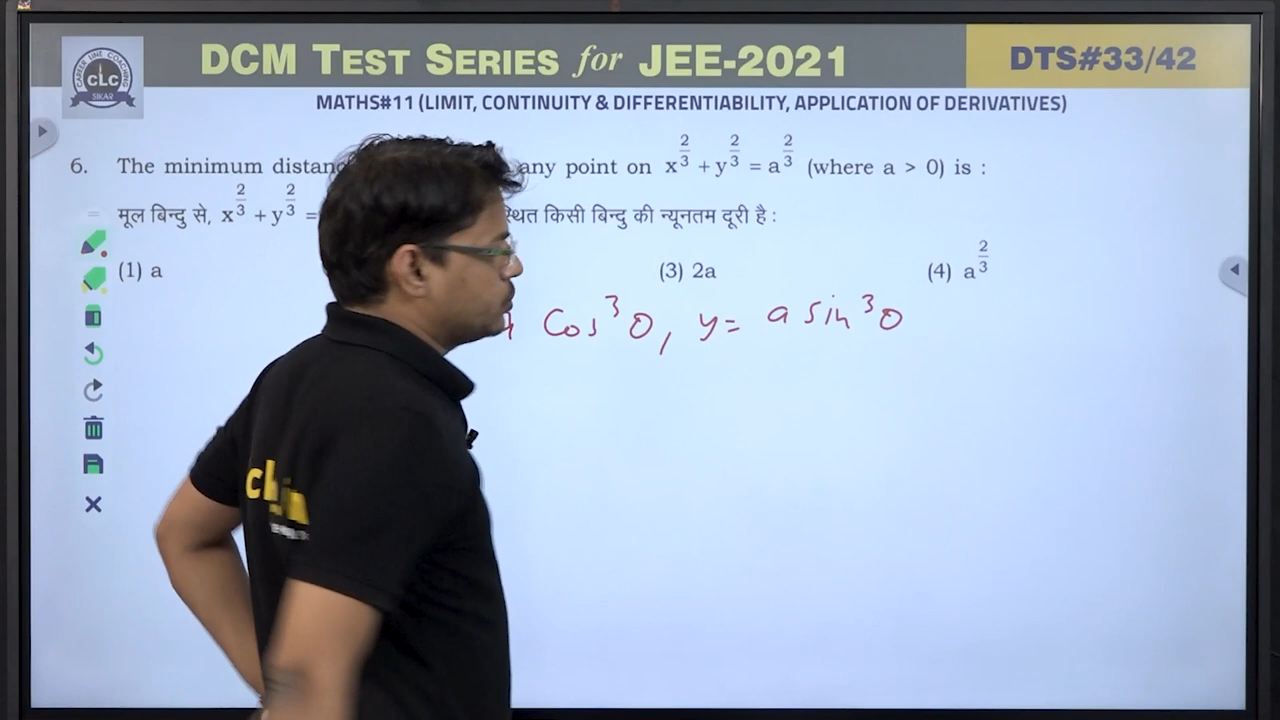 CAREER LINE COACHING
CLC
SIKAR
DCM TEST SERIES for JEE-2021
DTS#33/42
MATHS#11 (LIMIT, CONTINUITY & DIFFERENTIABILITY, APPLICATION OF DERIVATIVES)
6. The minimum any point on x^{2/3} + y^{2/3} = a^{2/3} (where a > 0) is :
मूल बिन्दु से, x^{2/3} + y^{2/3} = किसी बिन्दु की न्यूनतम दूरी है :
(1) a (3) 2a (4) a^{2/3}
Cos³θ, y= a sin³θ